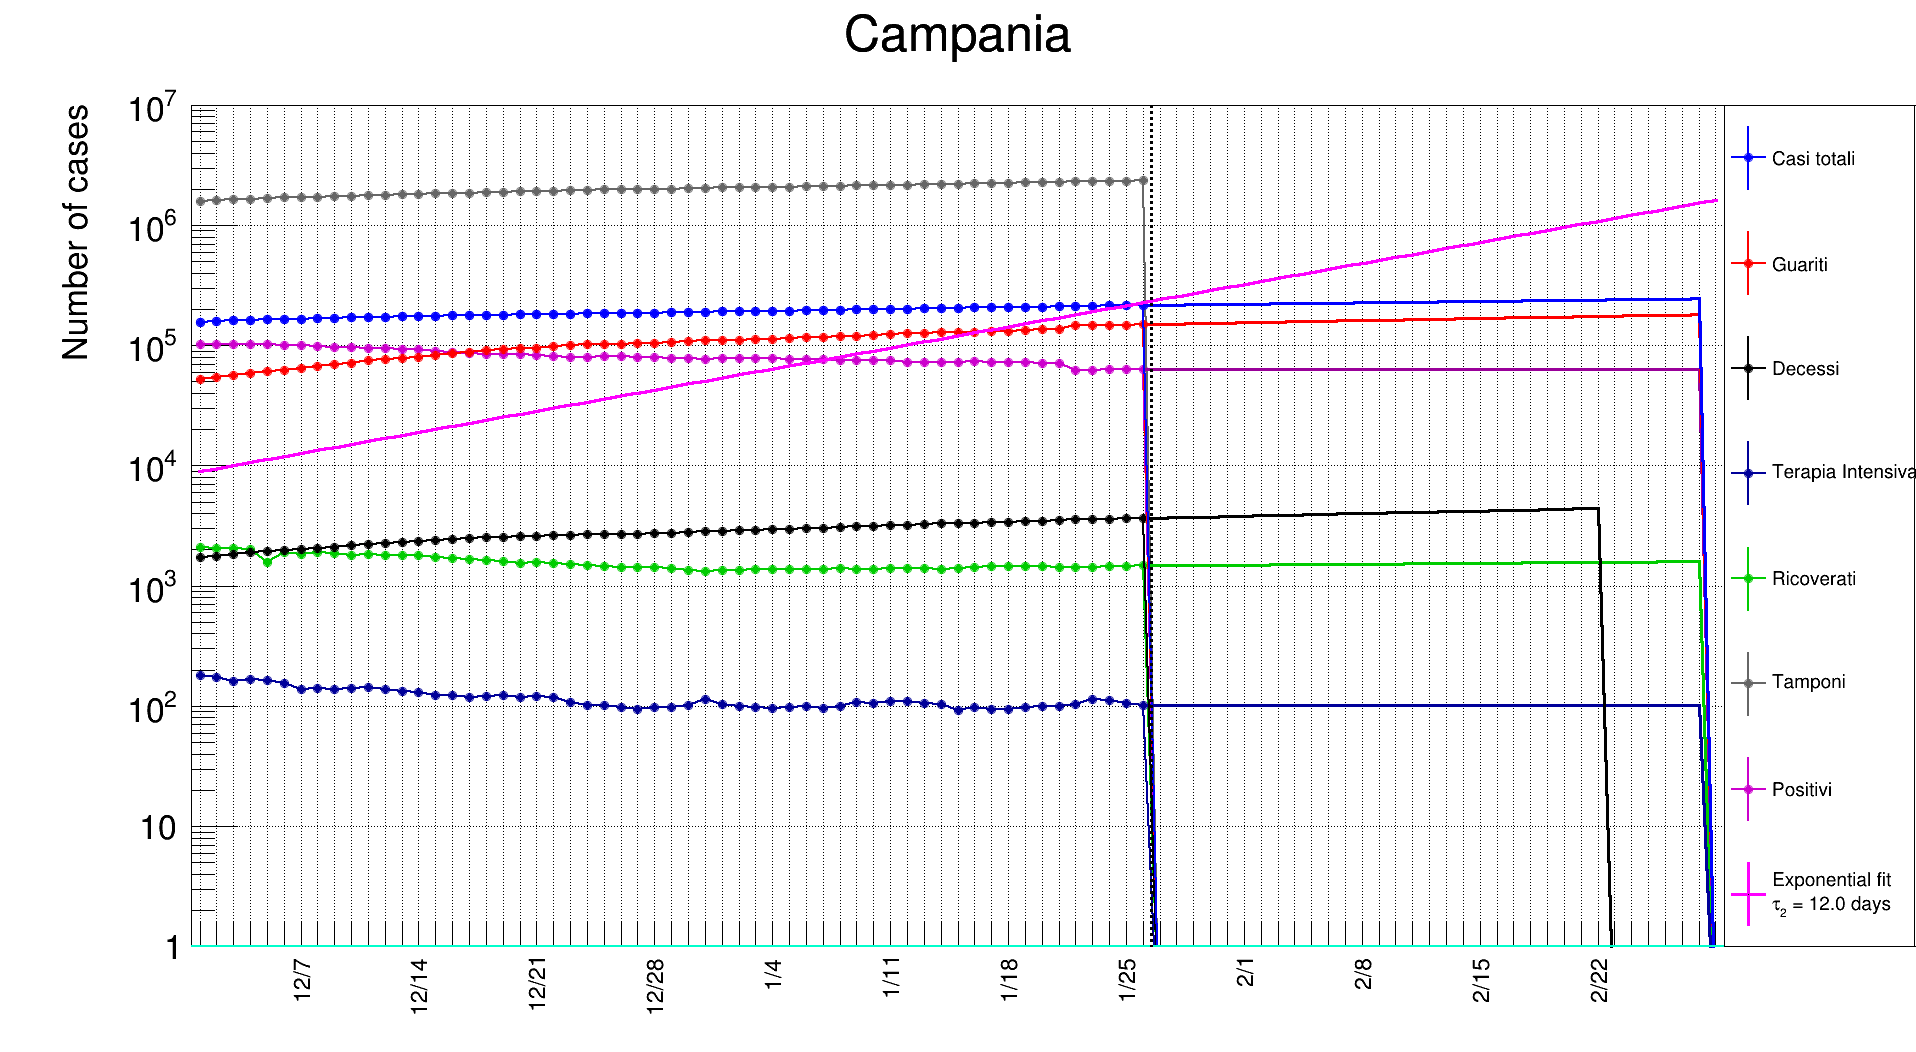 Campania
Number of cases
10^7
10^6
10^5
10^4
10^3
10^2
10
1
12/7
12/14
12/21
12/28
1/4
1/11
1/18
1/25
2/1
2/8
2/15
2/22
Casi totali
Guariti
Decessi
Terapia Intensiva
Ricoverati
Tamponi
Positivi
Exponential fit
τ_2 = 12.0 days